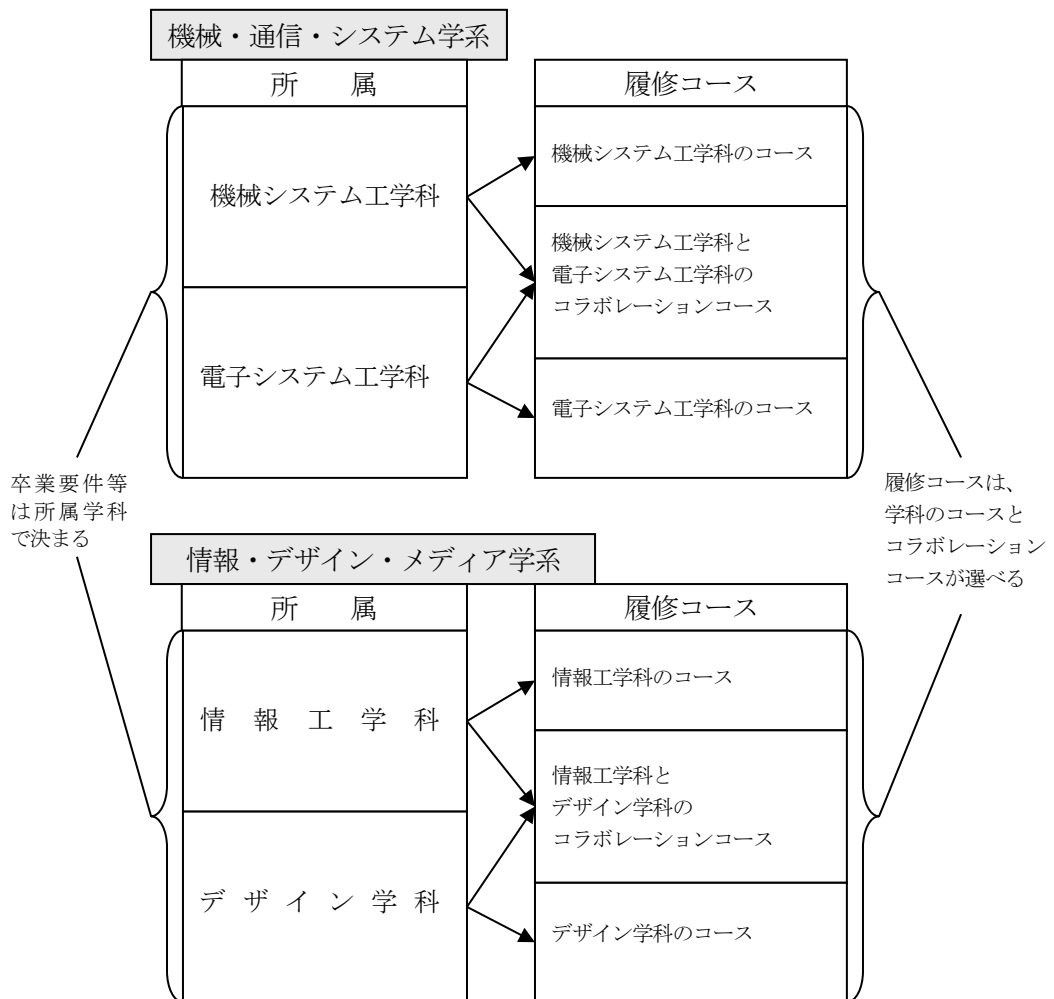 機械・通信・システム学系
所 属
履修コース
機械システム工学科
機械システム工学科のコース
機械システム工学科と
電子システム工学科の
コラボレーションコース
電子システム工学科
電子システム工学科のコース
卒業要件等
は所属学科
で決まる
履修コースは、
学科のコースと
コラボレーション
コースが選べる
情報・デザイン・メディア学系
所 属
履修コース
情報工学科
情報工学科のコース
情報工学科と
デザイン学科の
コラボレーションコース
デザイン学科
デザイン学科のコース